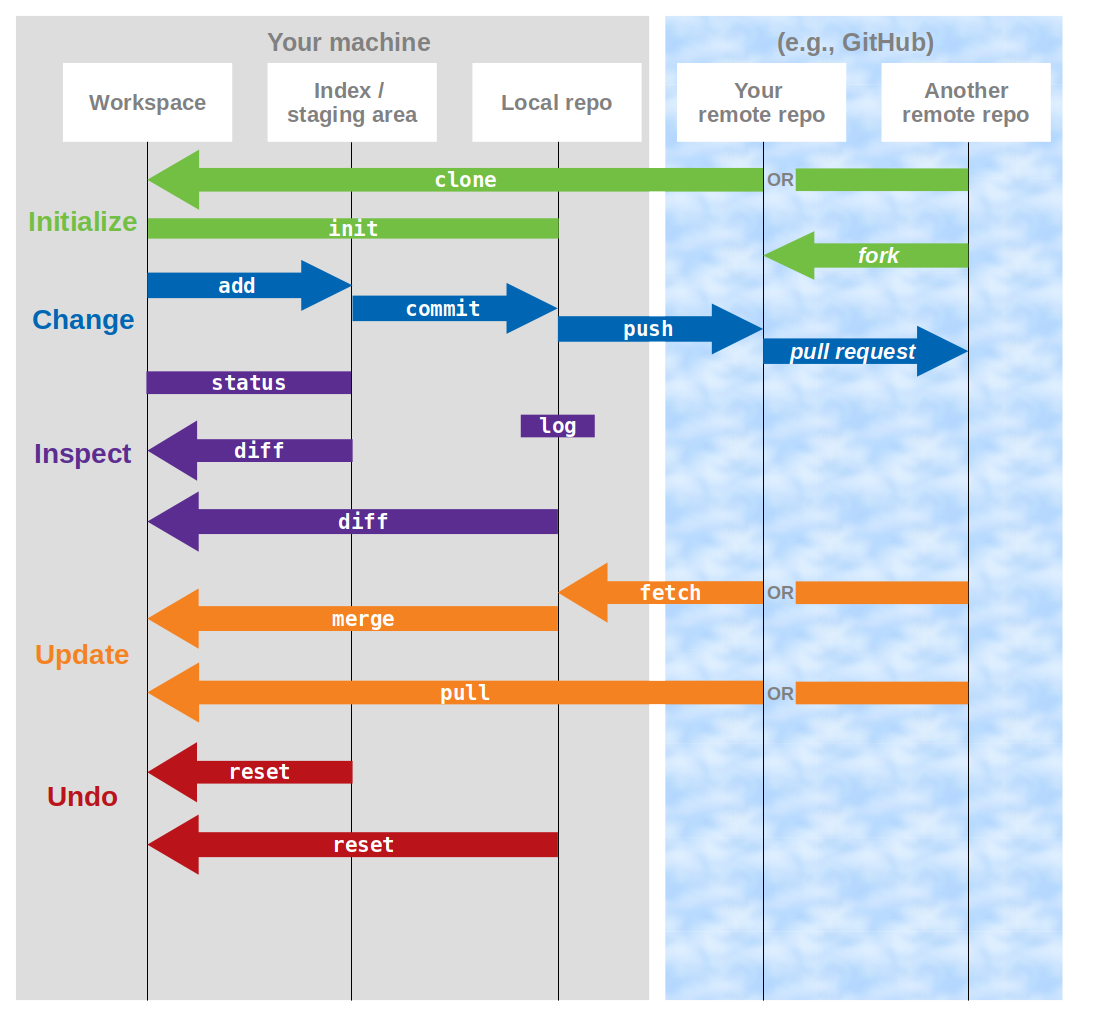 Your machine
(e.g., GitHub)
Workspace
Index /
staging area
Local repo
Your
remote repo
Another
remote repo
clone
OR
Initialize
init
fork
add
commit
Change
push
pull request
status
log
Inspect
diff
diff
fetch
OR
merge
Update
pull
OR
reset
Undo
reset